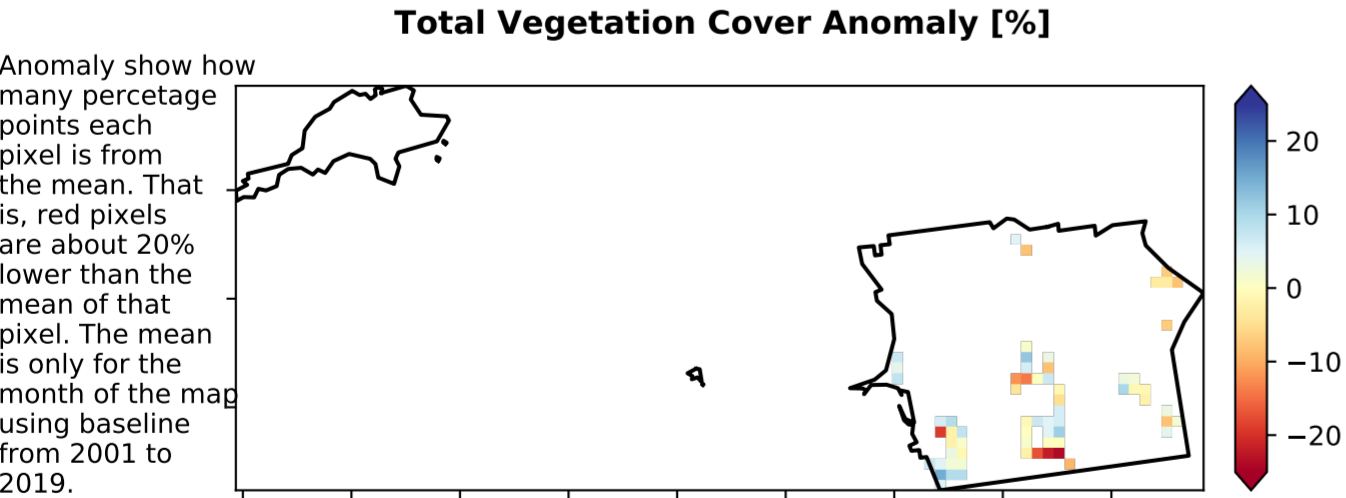 Total Vegetation Cover Anomaly [%]
Anomaly show how
many percetage
points each
pixel is from
the mean. That
is, red pixels
are about 20%
lower than the
mean of that
pixel. The mean
is only for the
month of the map
using baseline
from 2001 to
2019.
20
10
0
−10
−20